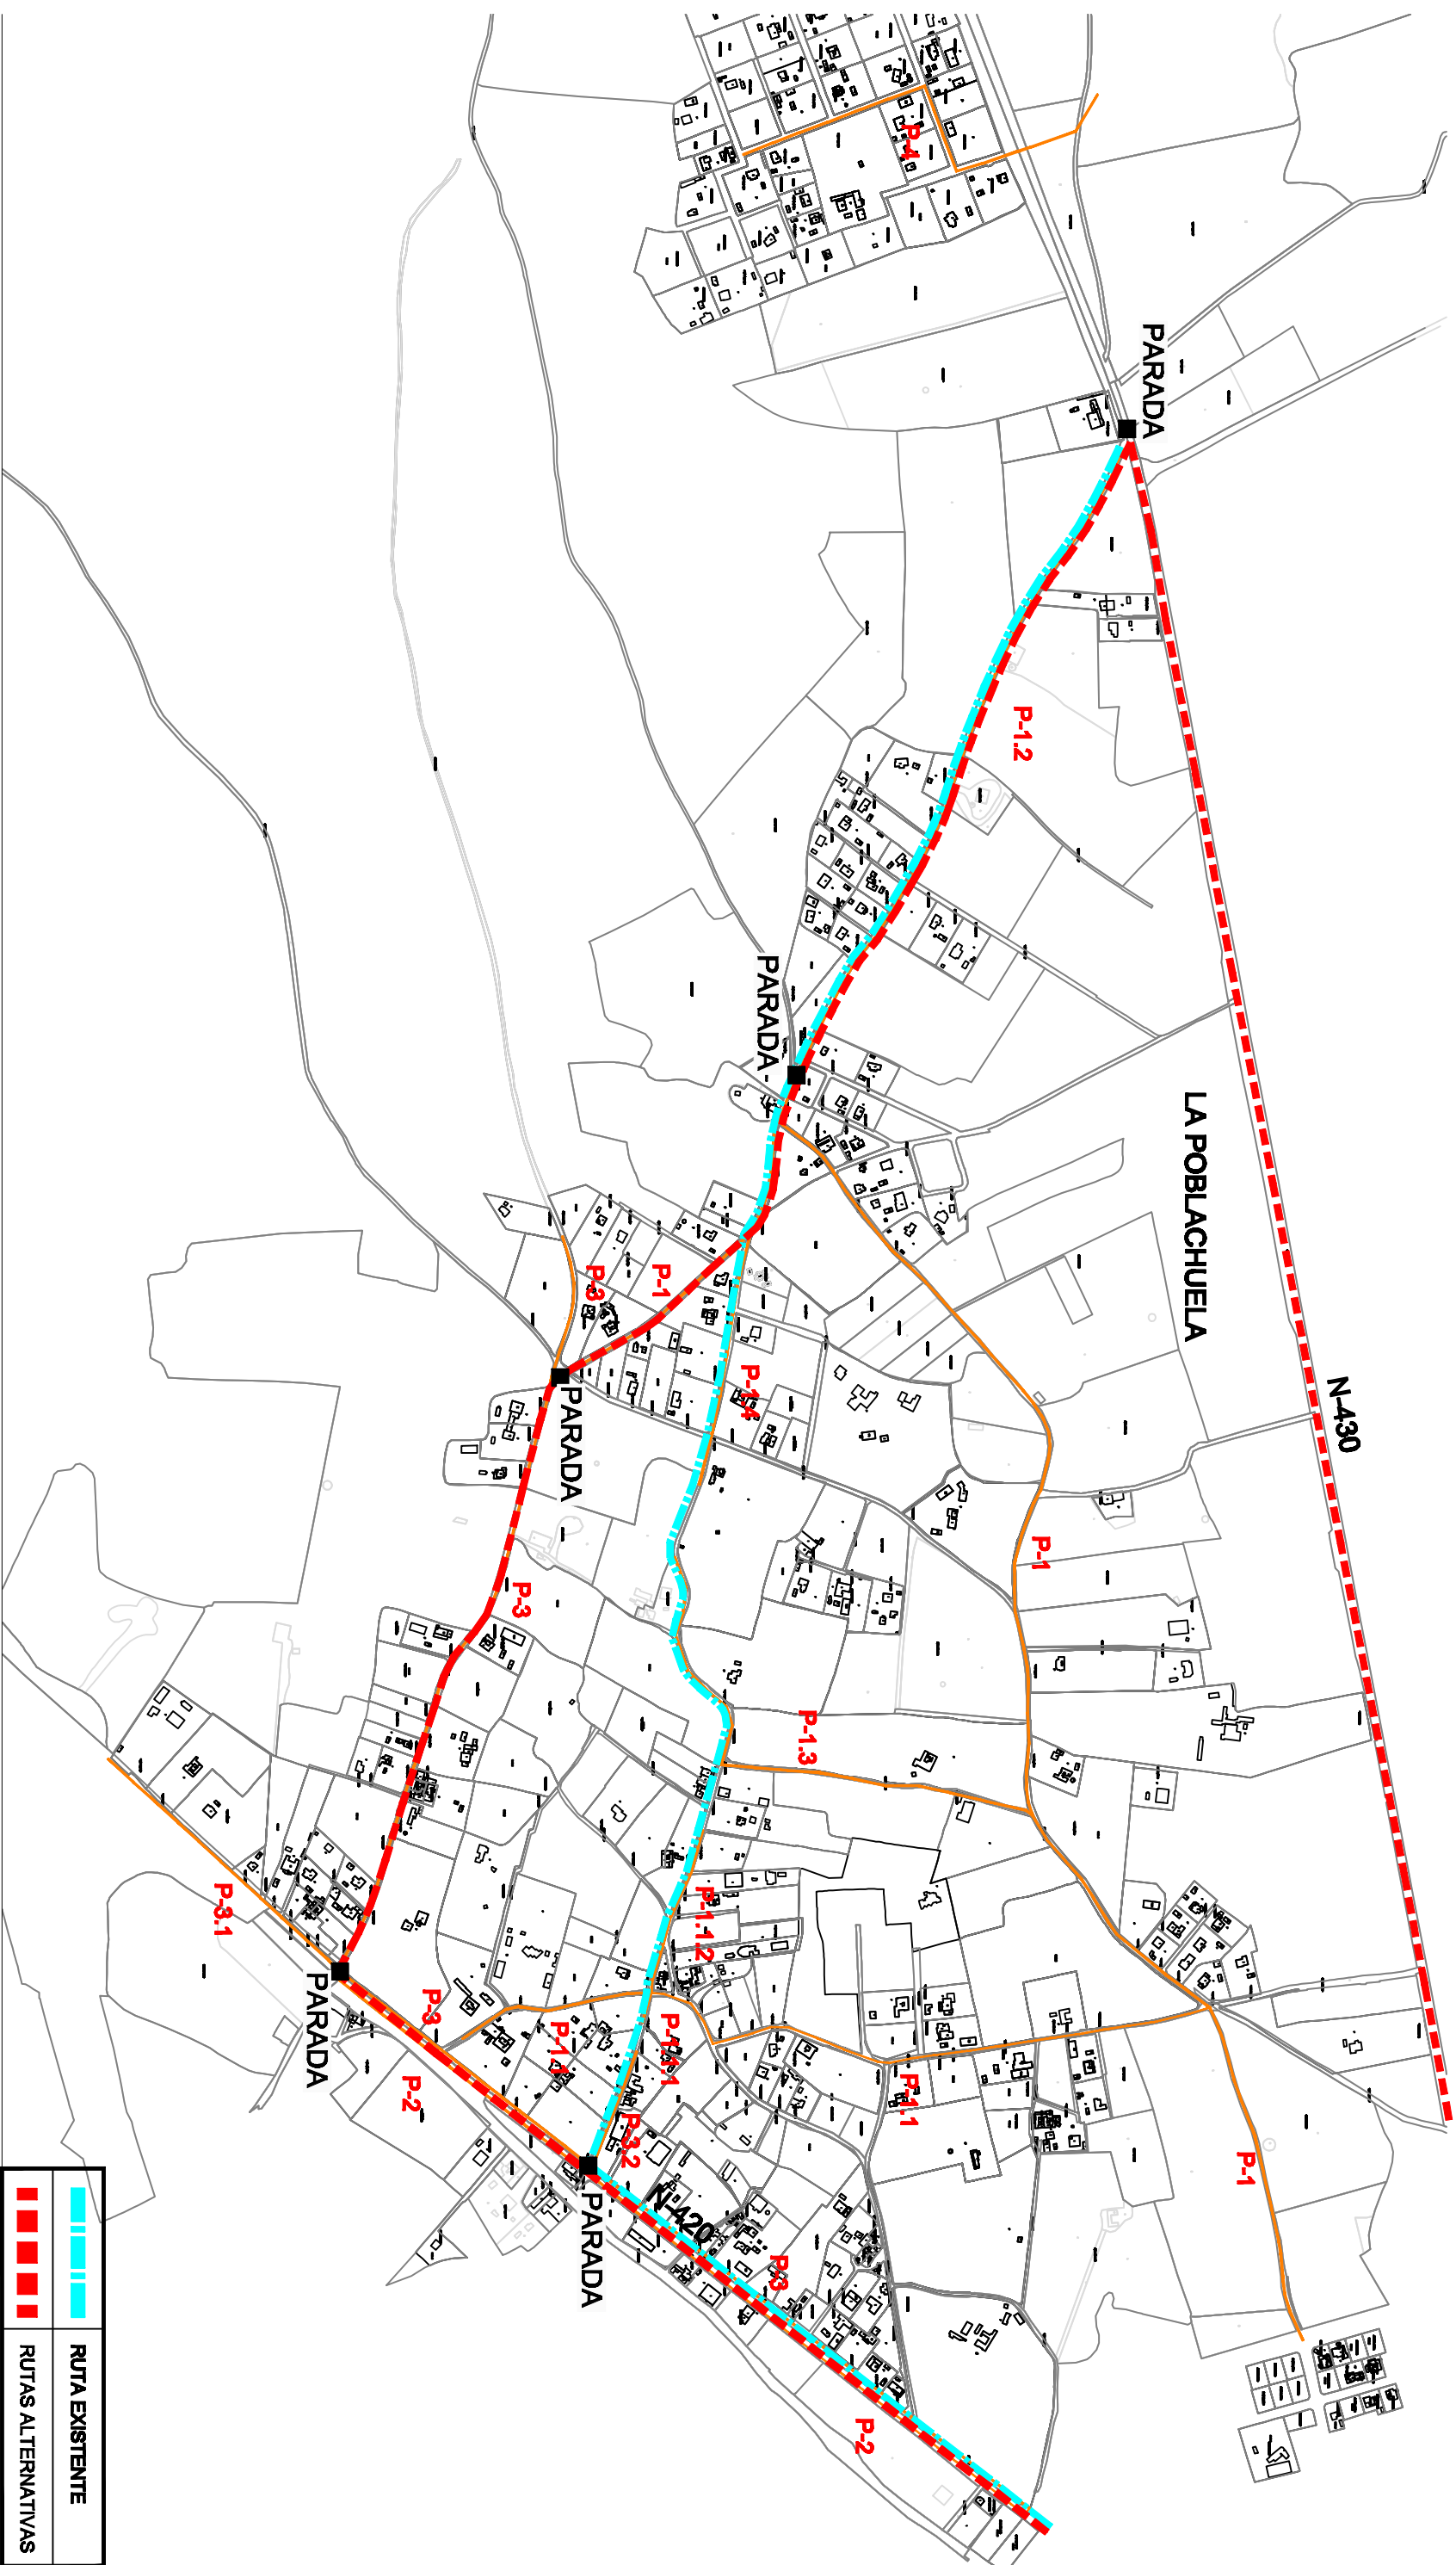 P-4
PARADA
P-1.2
PARADA
LA POBLACHUELA
N-430
P-1
P-3
P-1.4
PARADA
P-1
P-3
P-1.3
P-3.1
P-1.1.2
PARADA
P-3
P-2
P-1.1
P-1.1.1
P-1.1
P-3.2
P-1
N-420
PARADA
P-3
P-2
RUTA EXISTENTE
RUTAS ALTERNATIVAS